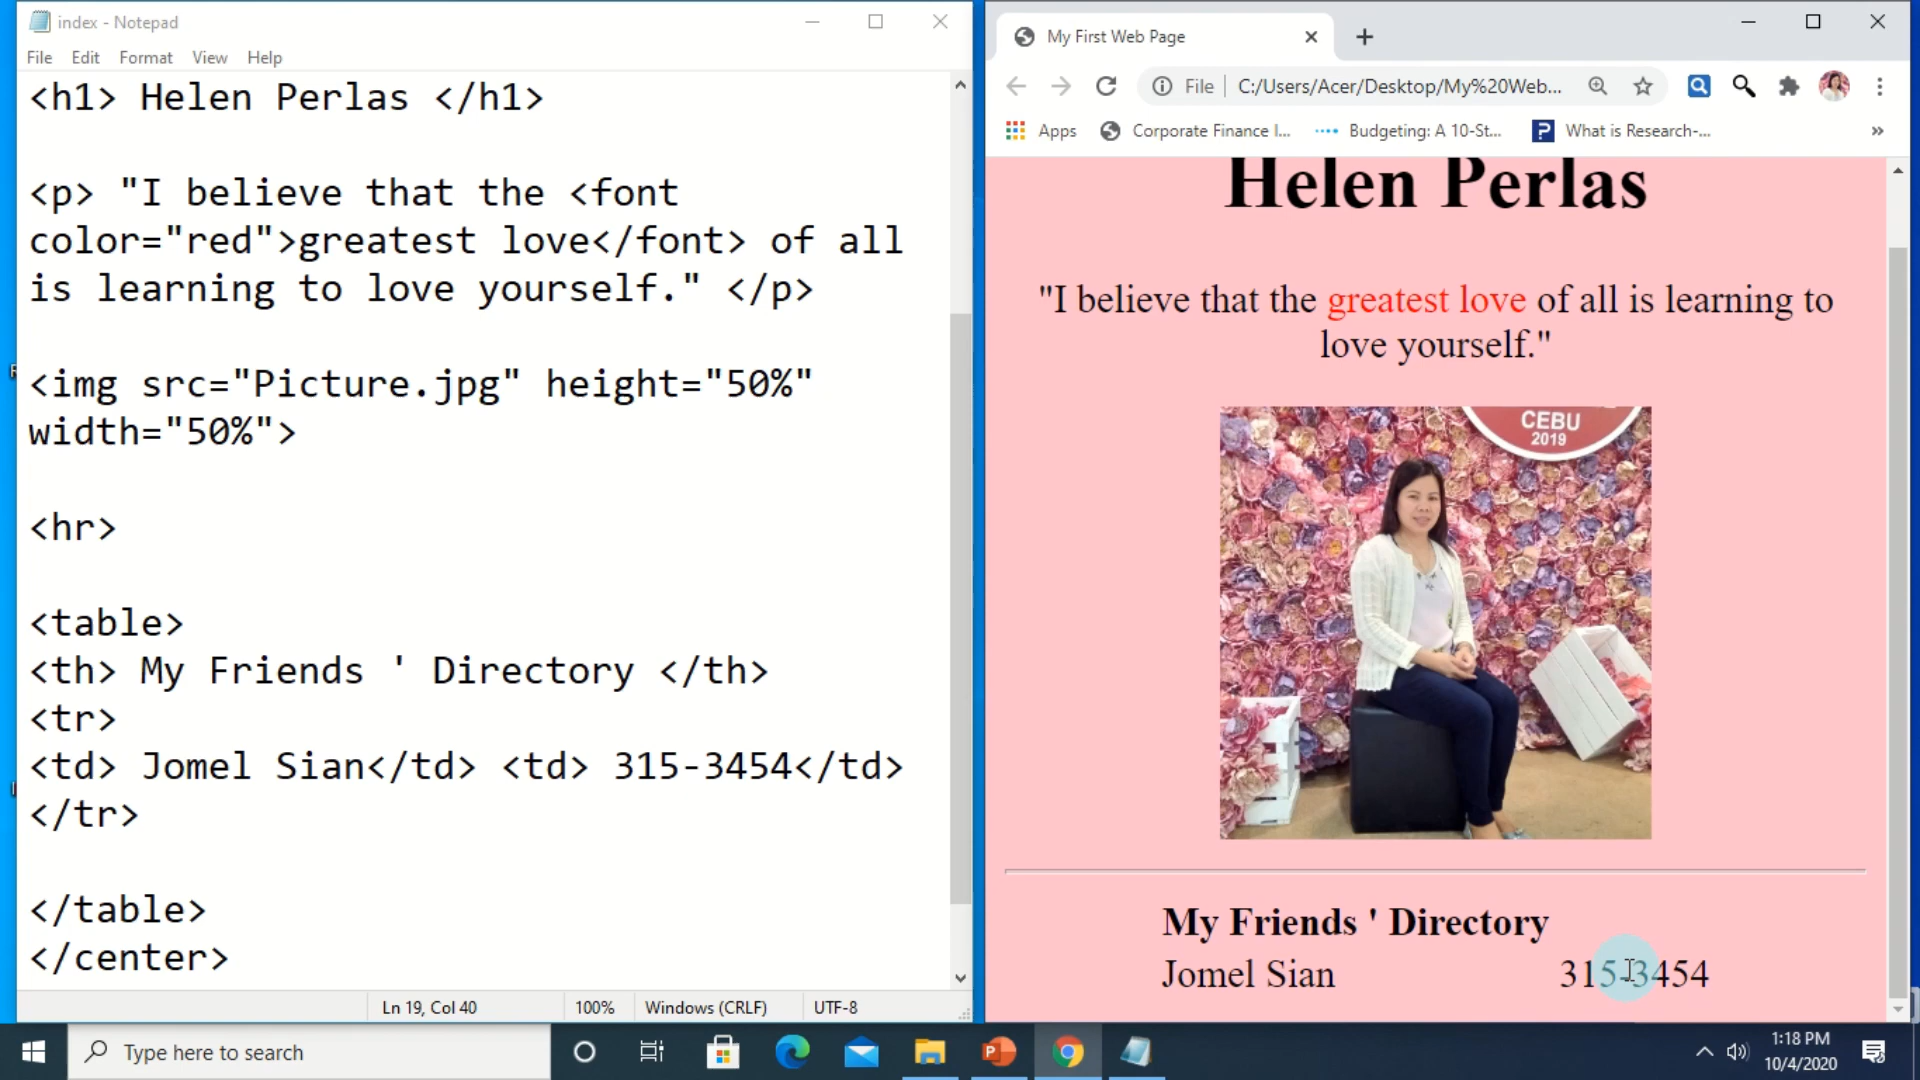 index - Notepad
File Edit Format View Help
<h1> Helen Perlas </h1>
<p> "I believe that the <font
color="red">greatest love</font> of all
is learning to love yourself." </p>
<img src="Picture.jpg" height="50%"
width="50%">
<hr>
<table>
<th> My Friends ' Directory </th>
<tr>
<td> Jomel Sian</td> <td> 315-3454</td>
</tr>
</table>
</center>
Ln 19, Col 40 100% Windows (CRLF) UTF-8
My First Web Page
File C:/Users/Acer/Desktop/My%20Web...
Apps Corporate Finance I... Budgeting: A 10-St... What is Research-...
Helen Perlas
"I believe that the greatest love of all is learning to
love yourself."
CEBU
2019
My Friends ' Directory
Jomel Sian 315-3454
Type here to search
1:18 PM
10/4/2020